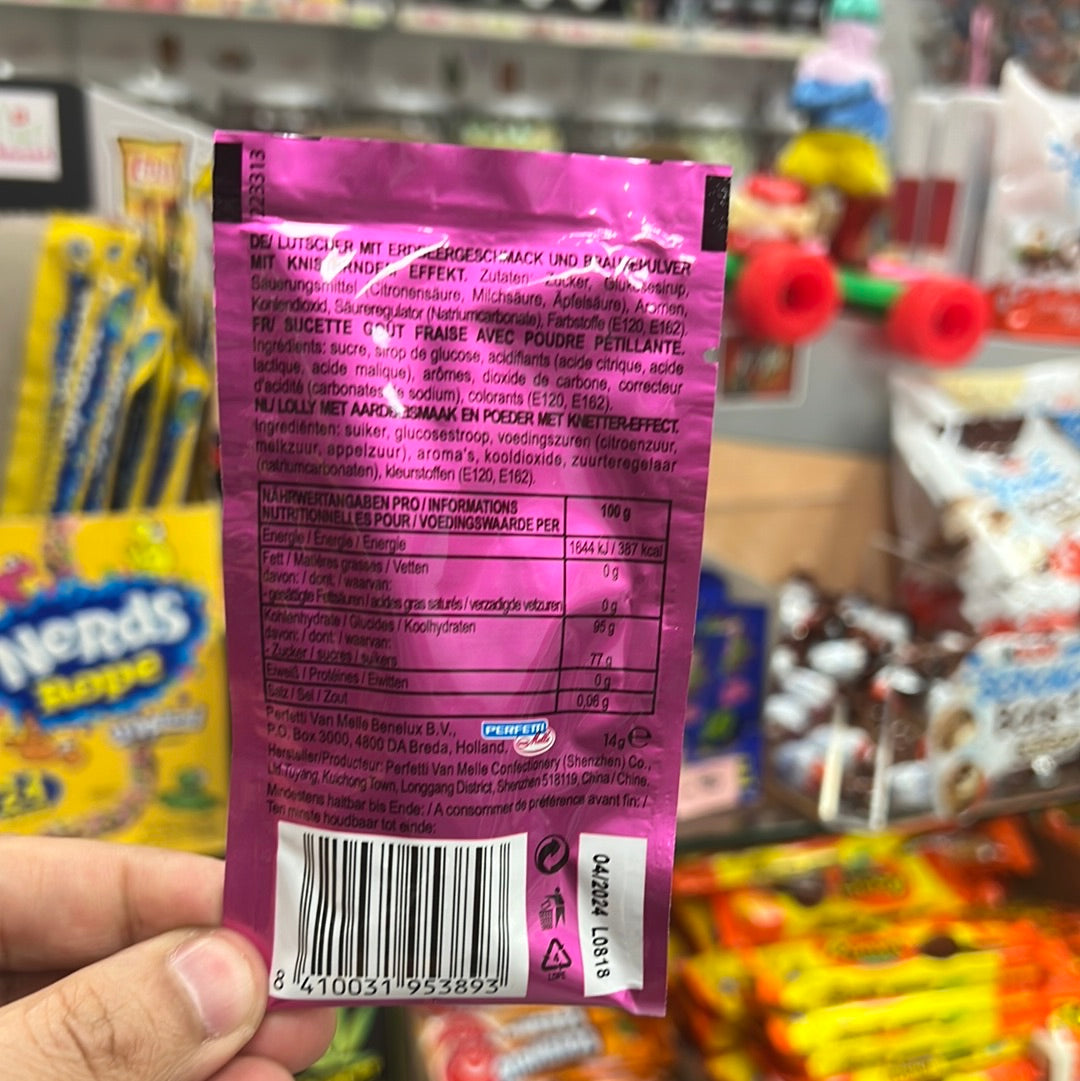 223313
DE/ LUTSCHER MIT ERDBEERGESCHMACK UND BRAUSEPULVER
MIT KNISTERNDEM EFFEKT. Zutaten: Zucker, Glukosesirup,
Säuerungsmittel (Citronensäure, Milchsäure, Äpfelsäure), Aromen,
Kohlendioxid, Säureregulator (Natriumcarbonate), Farbstoffe (E120, E162).
FR/ SUCETTE GOÛT FRAISE AVEC POUDRE PÉTILLANTE.
Ingrédients: sucre, sirop de glucose, acidifiants (acide citrique, acide
lactique, acide malique), arômes, dioxide de carbone, correcteur
d'acidité (carbonates de sodium), colorants (E120, E162).
NL/ LOLLY MET AARDBEISMAAK EN POEDER MET KNETTER-EFFECT.
Ingrediënten: suiker, glucosestroop, voedingszuren (citroenzuur,
melkzuur, appelzuur), aroma's, kooldioxide, zuurteregelaar
(natriumcarbonaten), kleurstoffen (E120, E162).
NÄHRWERTANGABEN PRO / INFORMATIONS
NUTRITIONNELLES POUR / VOEDINGSWAARDE PER 100 g
Energie / Énergie / Energie 1644 kJ / 387 kcal
Fett / Matières grasses / Vetten 0 g
davon: / dont: / waarvan:
- gesättigte Fettsäuren / acides gras saturés / verzadigde vetzuren 0 g
Kohlenhydrate / Glucides / Koolhydraten 95 g
davon: / dont: / waarvan:
- Zucker / sucres / suikers 77 g
Eiweiß / Protéines / Eiwitten 0 g
Salz / Sel / Zout 0,06 g
Perfetti Van Melle Benelux B.V.,
P.O. Box 3000, 4800 DA Breda, Holland.
PERFETTI
van Melle
14g e
Hersteller/Producteur: Perfetti Van Melle Confectionery (Shenzhen) Co.,
Ltd Tuyang, Kuichong Town, Longgang District, Shenzhen 518119, China / Chine.
Mindestens haltbar bis Ende: / A consommer de préférence avant fin: /
Ten minste houdbaar tot einde:
04/2024 L0818
8 410031 953893
4
LDPE
Nerds
Rope